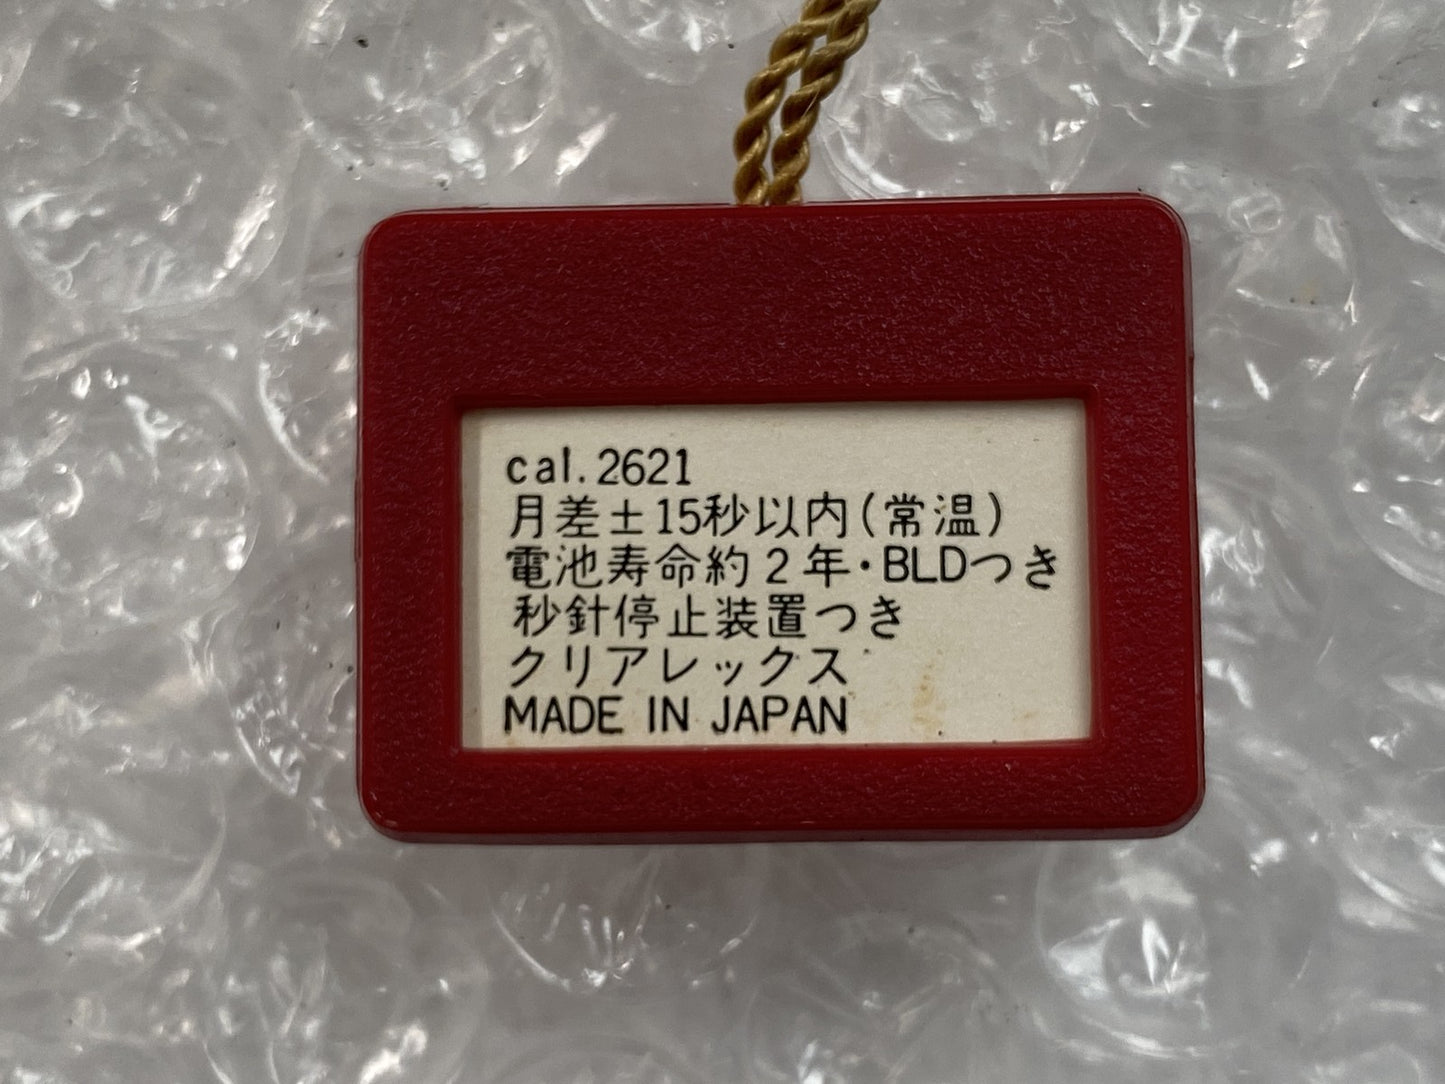 cal.2621
月差±15秒以内(常温)
電池寿命約2年・BLDつき
秒針停止装置つき
クリアレックス
MADE IN JAPAN